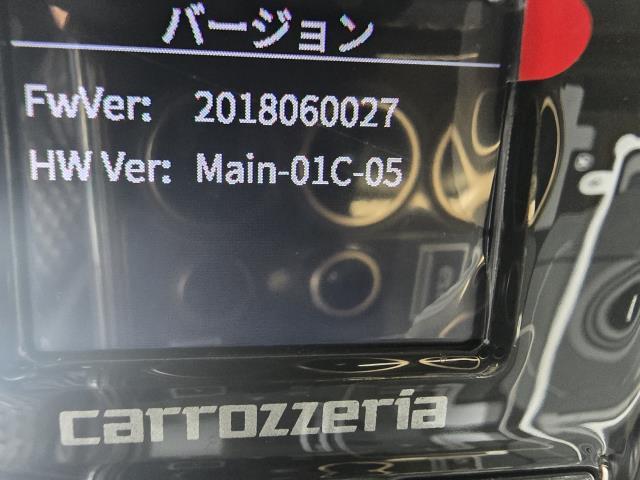 バージョン
FwVer: 2018060027
HW Ver: Main-01C-05
carrozzeria